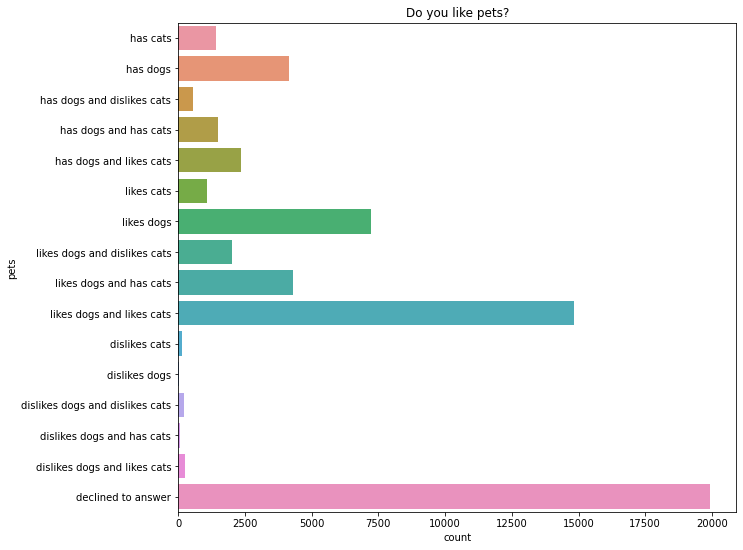 Do you like pets?
has cats
has dogs
has dogs and dislikes cats
has dogs and has cats
has dogs and likes cats
likes cats
likes dogs
likes dogs and dislikes cats
likes dogs and has cats
likes dogs and likes cats
dislikes cats
dislikes dogs
dislikes dogs and dislikes cats
dislikes dogs and has cats
dislikes dogs and likes cats
declined to answer
pets
0 2500 5000 7500 10000 12500 15000 17500 20000
count